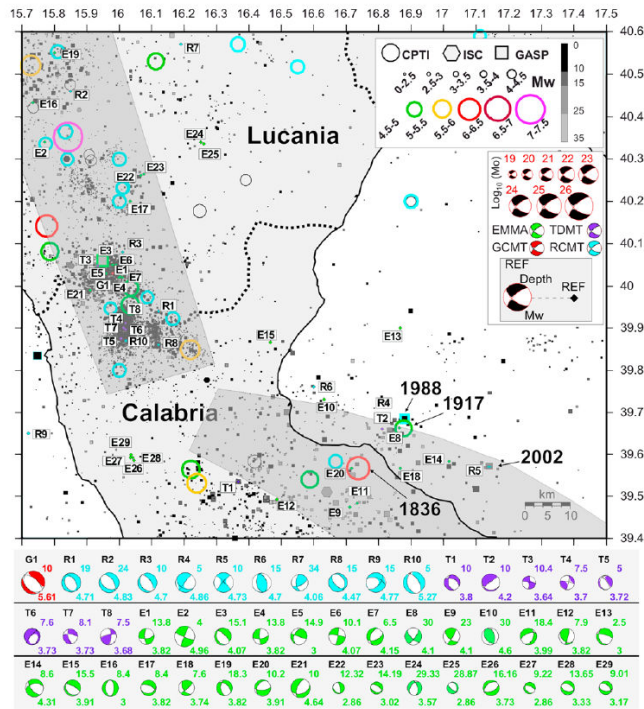 15.7 15.8 15.9 16 16.1 16.2 16.3 16.4 16.5 16.6 16.7 16.8 16.9 17 17.1 17.2 17.3 17.4 17.5
40.6
40.5
40.4
40.3
40.2
40.1
40.0
39.9
39.8
39.7
39.6
39.5
39.4
CPTI ISC GASP
0-2.5 2.5-3 3-3.5 3.5-4 4-4.5 Mw
4.5-5 5-5.5 5.5-6 6-6.5 6.5-7 7-7.5
0
10
15
25
35
Log10 (Mo)
19 20 21 22 23
24 25 26
EMMA TDMT
GCMT RCMT
REF
Depth
REF
Mw
Lucania
Calabria
E19
R7
R2
E16
E24
E25
E2
E23
E22
E17
R3
E3
T3
E6
E5
E1
G1
E4
E7
E21
T8
T4
R1
T7
T6
T5
R10
R8
E15
E13
R6
E10
R4
1988
T2
1917
E8
R9
E29
E27
E28
E26
T1
E12
E20
E14
R5
2002
E18
E11
E9
1836
km
0 10
G1 R1 R2 R3 R4 R5 R6 R7 R8 R9 R10 T1 T2 T3 T4 T5
10 19 24 10 5 10 15 34 15 15 5 10 10 10.4 7.5 5
5.61 4.71 4.83 4.7 4.86 4.73 4.7 4.08 4.47 4.77 5.27 3.8 4.2 3.64 3.7 3.72
T6 T7 T8 E1 E2 E3 E4 E5 E6 E7 E8 E9 E10 E11 E12 E13
7.6 8.1 7.5 13.8 4 15.1 13.8 14.9 10.1 6.5 30 23 30 18.4 7.9 2.5
3.73 3.73 3.68 3.82 4.96 4.07 3.82 3 4.07 4.15 4.1 4.1 4.6 3.99 3.82 3
E14 E15 E16 E17 E18 E19 E20 E21 E22 E23 E24 E25 E26 E27 E28 E29
8.6 15.5 8.4 8.4 7.6 18.3 10.2 10 12.32 14.19 29.33 28.87 16.16 9.22 13.65 9.01
4.31 3.91 3 3.82 3.74 3.82 3.91 4.64 2.86 3.02 3.57 2.86 3.73 2.86 3.33 3.17